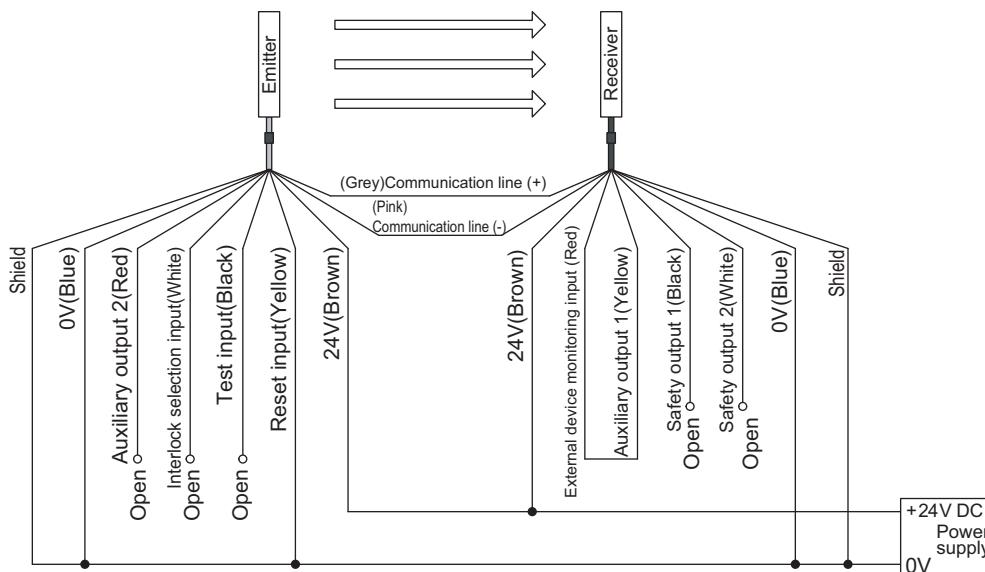 Emitter
Receiver
(Grey)Communication line (+)
(Pink)
Communication line (-)
Shield
0V(Blue)
Auxiliary output 2(Red)
Open
Interlock selection input(White)
Open
Test input(Black)
Open
Reset input(Yellow)
24V(Brown)
24V(Brown)
External device monitoring input (Red)
Auxiliary output 1(Yellow)
Safety output 1(Black)
Open
Safety output 2(White)
Open
0V(Blue)
Shield
+24V DC
Power
supply
0V